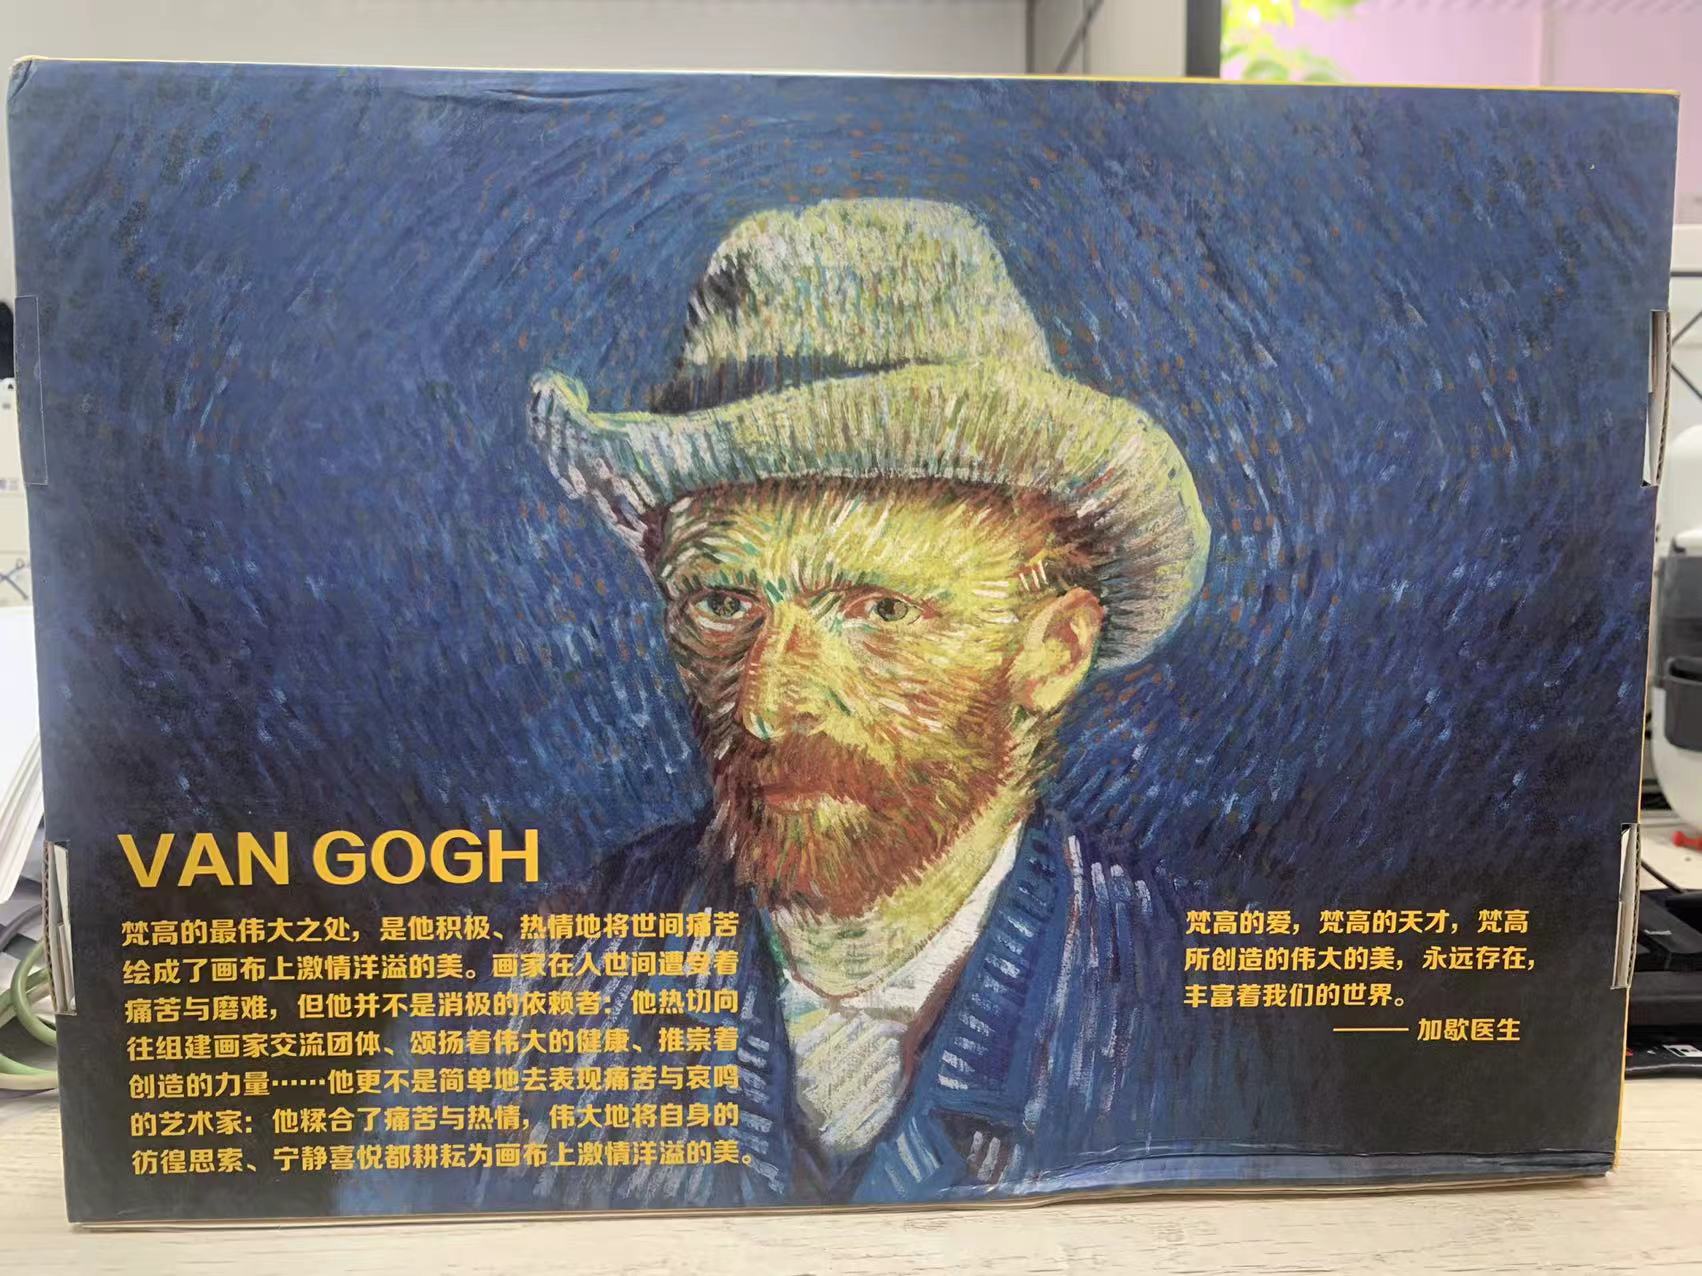 VAN GOGH
梵高的最伟大之处，是他积极、热情地将世间痛苦
绘成了画布上激情洋溢的美。画家在人世间遭受着
痛苦与磨难，但他并不是消极的依赖者：他热切向
往组建画家交流团体、颂扬着伟大的健康、推崇着
创造的力量……他更不是简单地去表现痛苦与哀鸣
的艺术家：他糅合了痛苦与热情，伟大地将自身的
彷徨思索、宁静喜悦都耕耘为画布上激情洋溢的美。
梵高的爱，梵高的天才，梵高
所创造的伟大的美，永远存在，
丰富着我们的世界。
—— 加歇医生